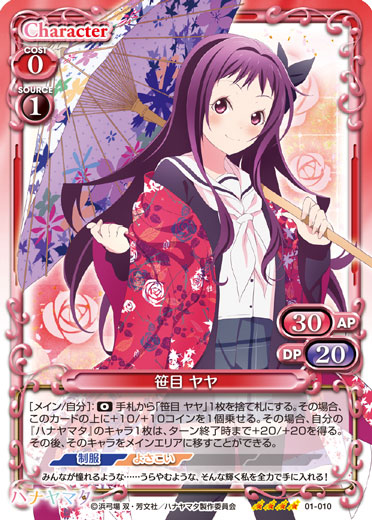 Character
COST
0
SOURCE
1
30 AP
DP 20
笹目 ヤヤ
[メイン/自分]: 手札から「笹目 ヤヤ」1枚を捨て札にする。その場合、
このカードの上に+10/+10コインを1個乗せる。その場合、自分の
『ハナヤマタ』のキャラ1枚は、ターン終了時まで+20/+20を得る。
その後、そのキャラをメインエリアに移すことができる。
制服 よさこい
みんなが憧れるような……うらやむような、そんな輝く私を全力で手に入れる!
ハナヤマタ
01-010
©浜弓場 双・芳文社/ハナヤマタ製作委員会